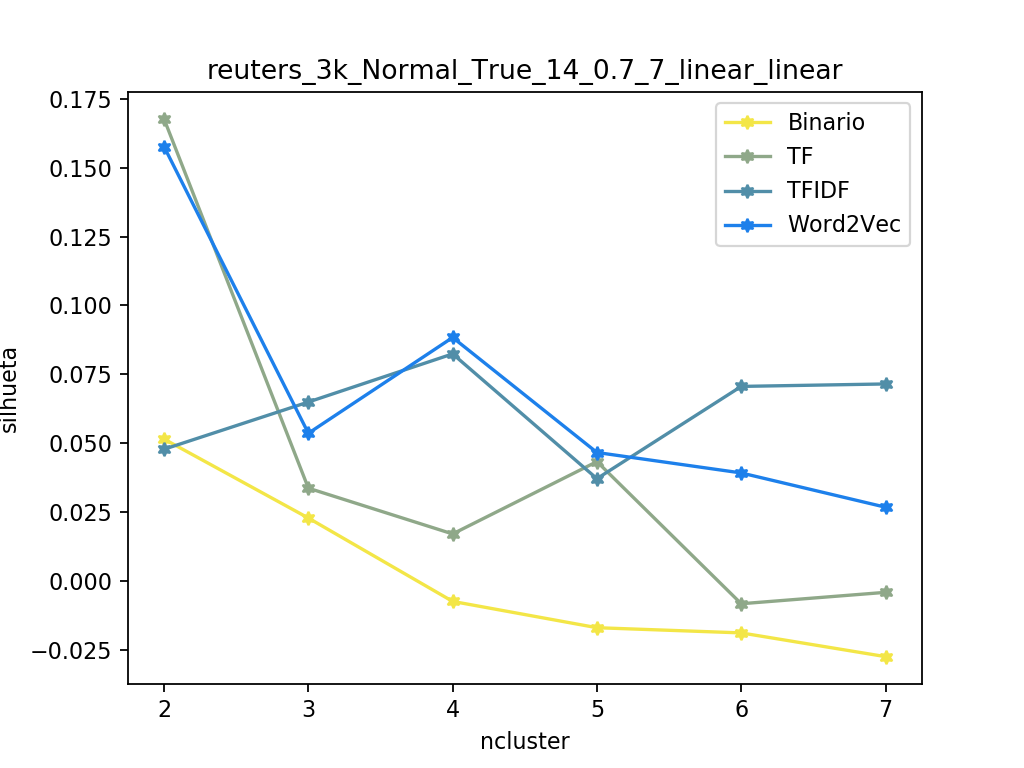 reuters_3k_Normal_True_14_0.7_7_linear_linear
0.175
0.150
0.125
0.100
0.075
0.050
0.025
0.000
−0.025
silhueta
Binario
TF
TFIDF
Word2Vec
2 3 4 5 6 7
ncluster